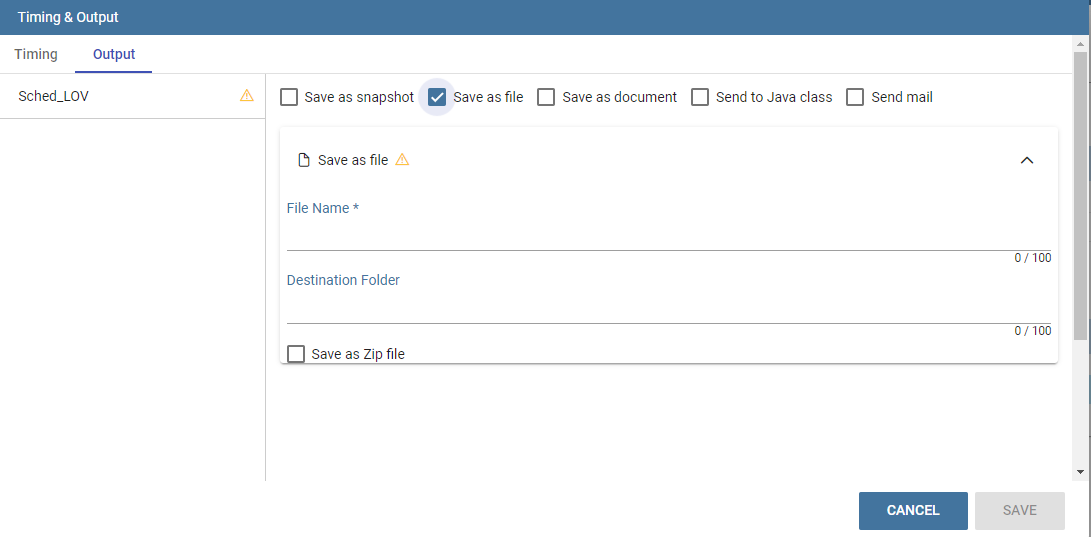 Timing & Output
Timing Output
Sched_LOV
Save as snapshot Save as file Save as document Send to Java class Send mail
Save as file
File Name *
0 / 100
Destination Folder
0 / 100
Save as Zip file
CANCEL SAVE